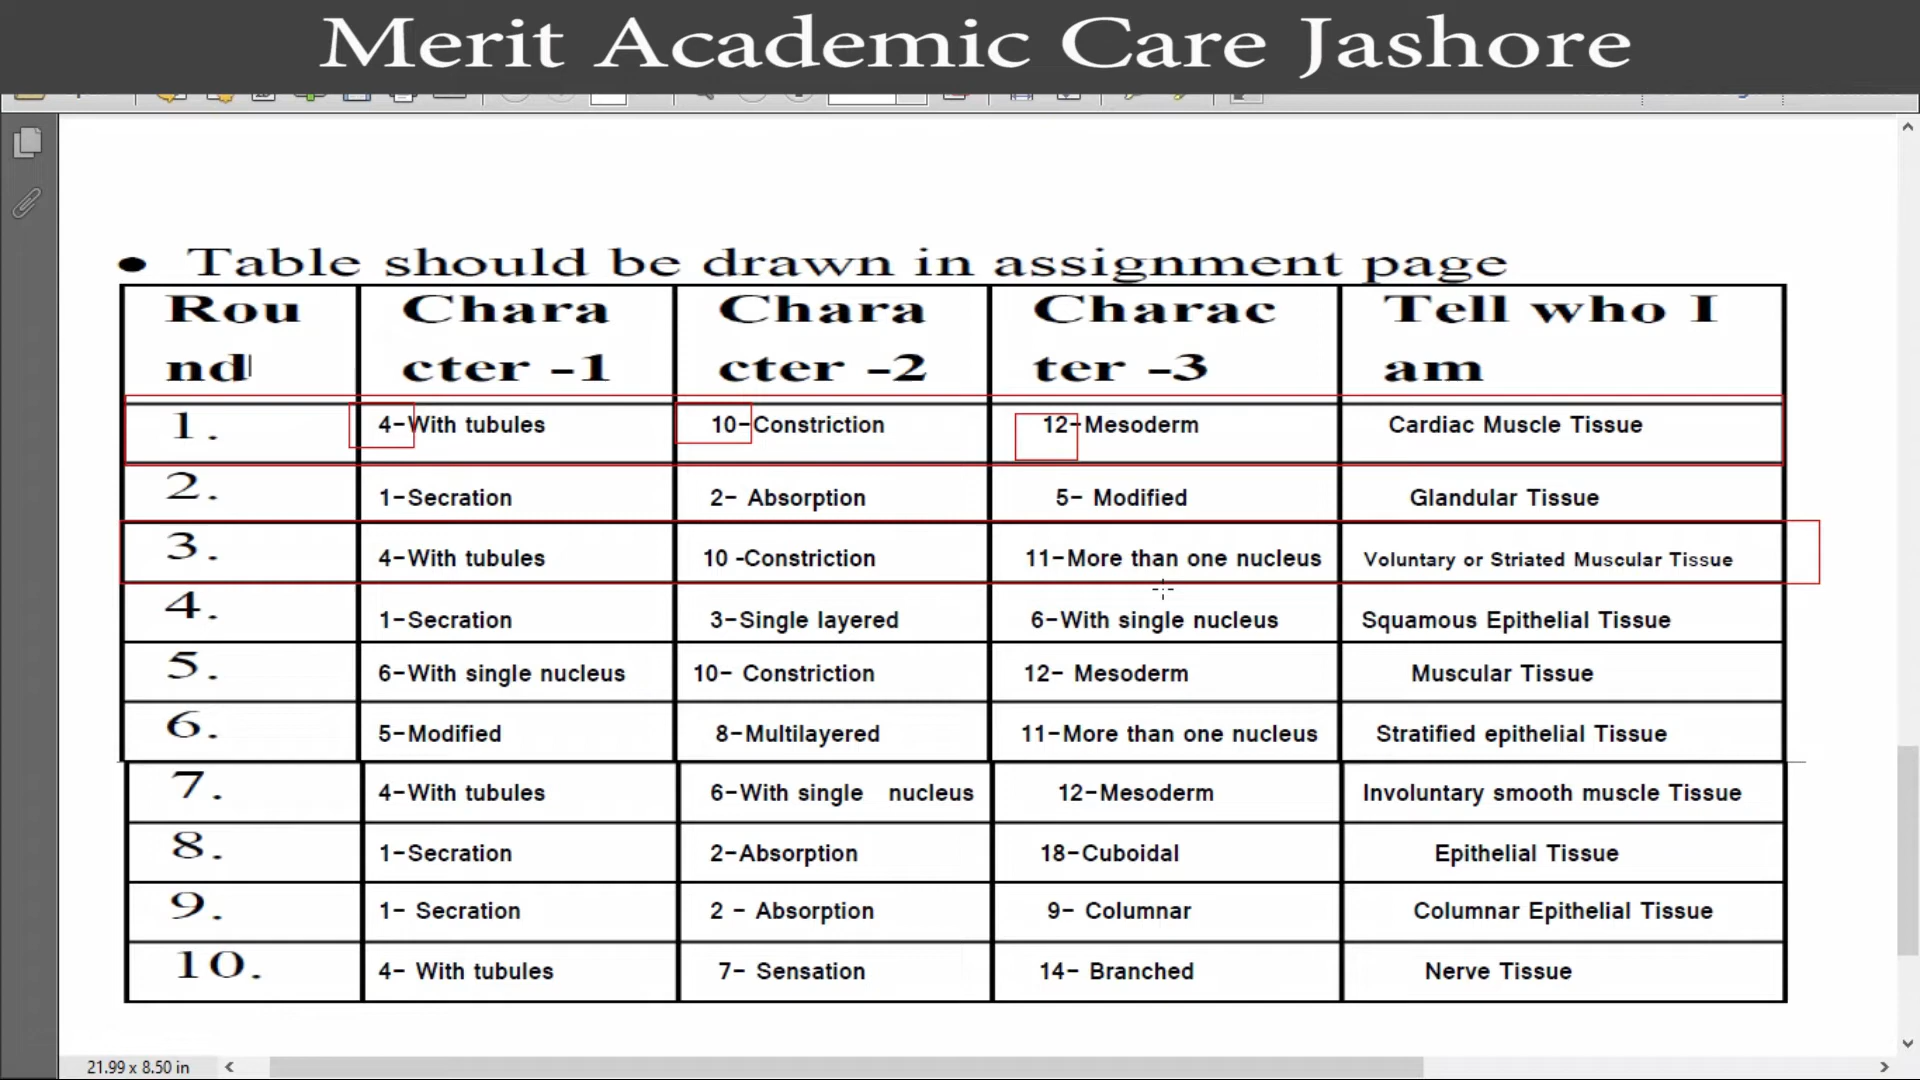 Merit Academic Care Jashore
• Table should be drawn in assignment page
Rou Chara Chara Charac Tell who I
nd cter -1 cter -2 ter -3 am
1. 4-With tubules 10-Constriction 12-Mesoderm Cardiac Muscle Tissue
2. 1-Secration 2- Absorption 5- Modified Glandular Tissue
3. 4-With tubules 10 -Constriction 11-More than one nucleus Voluntary or Striated Muscular Tissue
4. 1-Secration 3-Single layered 6-With single nucleus Squamous Epithelial Tissue
5. 6-With single nucleus 10- Constriction 12- Mesoderm Muscular Tissue
6. 5-Modified 8-Multilayered 11-More than one nucleus Stratified epithelial Tissue
7. 4-With tubules 6-With single nucleus 12-Mesoderm Involuntary smooth muscle Tissue
8. 1-Secration 2-Absorption 18-Cuboidal Epithelial Tissue
9. 1- Secration 2 - Absorption 9- Columnar Columnar Epithelial Tissue
10. 4- With tubules 7- Sensation 14- Branched Nerve Tissue
21.99 x 8.50 in